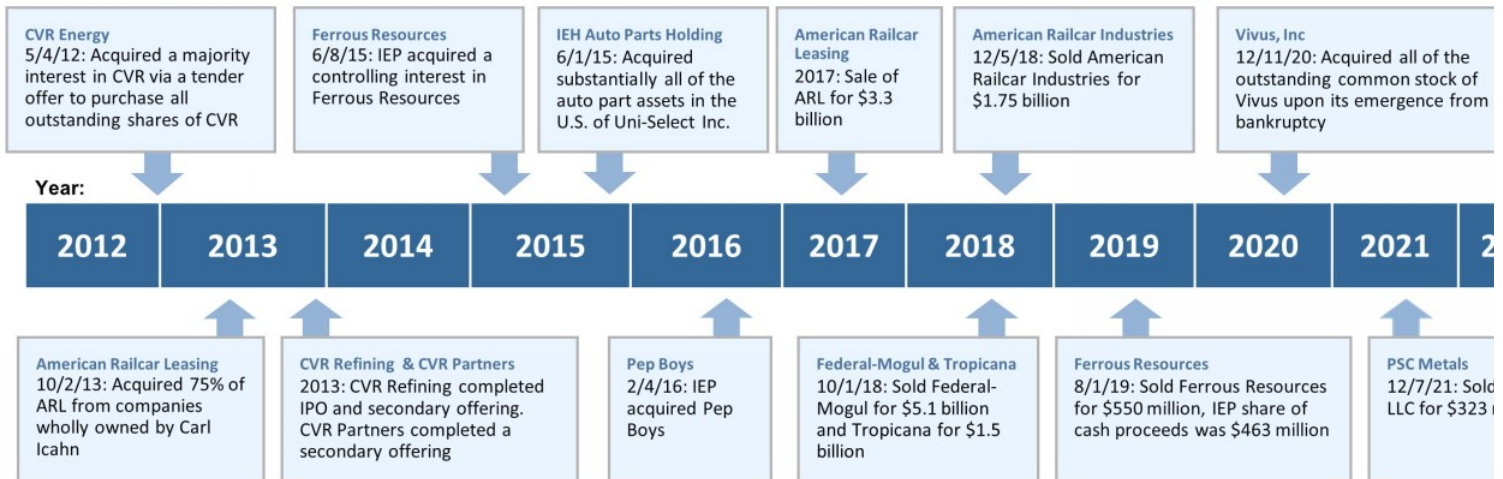 CVR Energy
5/4/12: Acquired a majority
interest in CVR via a tender
offer to purchase all
outstanding shares of CVR
Ferrous Resources
6/8/15: IEP acquired a
controlling interest in
Ferrous Resources
IEH Auto Parts Holding
6/1/15: Acquired
substantially all of the
auto part assets in the
U.S. of Uni-Select Inc.
American Railcar
Leasing
2017: Sale of
ARL for $3.3
billion
American Railcar Industries
12/5/18: Sold American
Railcar Industries for
$1.75 billion
Vivus, Inc
12/11/20: Acquired all of the
outstanding common stock of
Vivus upon its emergence from
bankruptcy
Year:
2012 2013 2014 2015 2016 2017 2018 2019 2020 2021
American Railcar Leasing
10/2/13: Acquired 75% of
ARL from companies
wholly owned by Carl
Icahn
CVR Refining & CVR Partners
2013: CVR Refining completed
IPO and secondary offering.
CVR Partners completed a
secondary offering
Pep Boys
2/4/16: IEP
acquired Pep
Boys
Federal-Mogul & Tropicana
10/1/18: Sold Federal-
Mogul for $5.1 billion
and Tropicana for $1.5
billion
Ferrous Resources
8/1/19: Sold Ferrous Resources
for $550 million, IEP share of
cash proceeds was $463 million
PSC Metals
12/7/21: Sold
LLC for $323